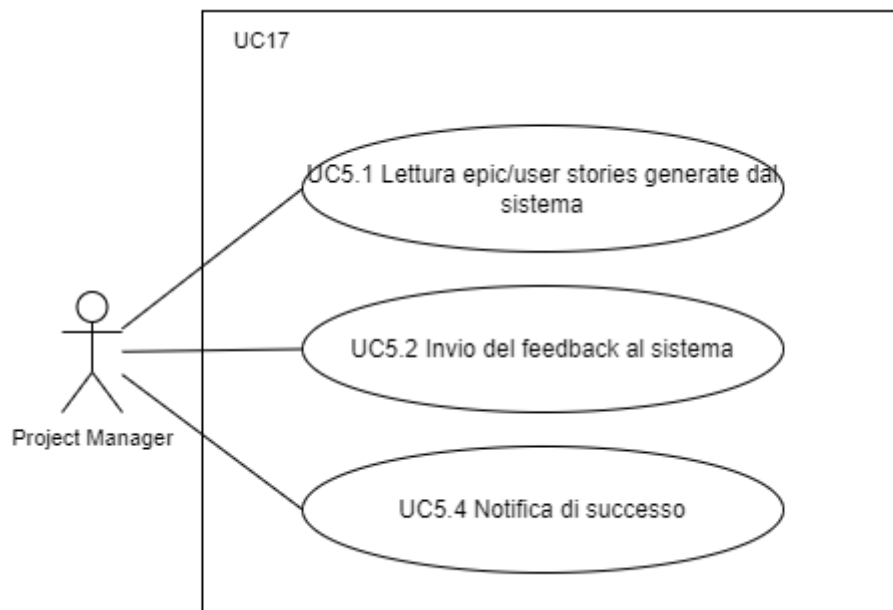 UC17
UC5.1 Lettura epic/user stories generate dal
sistema
UC5.2 Invio del feedback al sistema
Project Manager
UC5.4 Notifica di successo